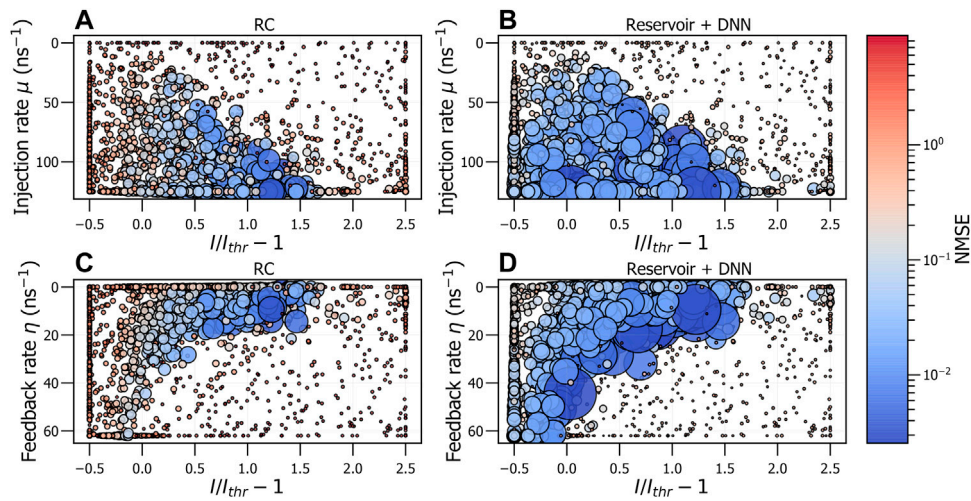 A RC
B Reservoir + DNN
Injection rate μ (ns⁻¹)
0
50
100
−0.5 0.0 0.5 1.0 1.5 2.0 2.5
I/I_thr − 1
Injection rate μ (ns⁻¹)
0
50
100
−0.5 0.0 0.5 1.0 1.5 2.0 2.5
I/I_thr − 1
C RC
D Reservoir + DNN
Feedback rate η (ns⁻¹)
0
20
40
60
−0.5 0.0 0.5 1.0 1.5 2.0 2.5
I/I_thr − 1
Feedback rate η (ns⁻¹)
0
20
40
60
−0.5 0.0 0.5 1.0 1.5 2.0 2.5
I/I_thr − 1
10⁰
10⁻¹
10⁻²
NMSE